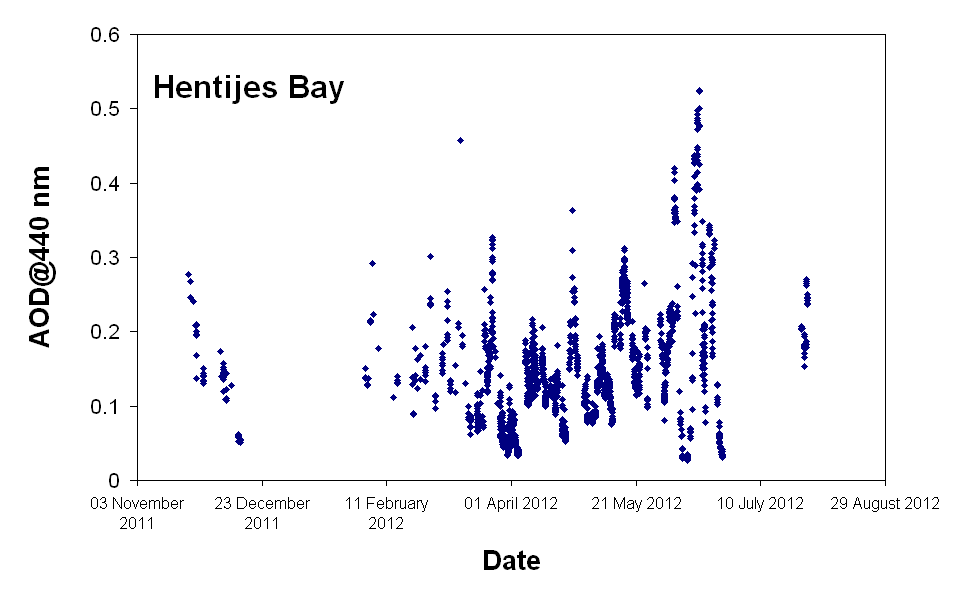 0.6
Hentijes Bay
0.5
0.4
0.3
0.2
0.1
0
AOD@440 nm
03 November
2011
23 December
2011
11 February
2012
01 April 2012
21 May 2012
10 July 2012
29 August 2012
Date